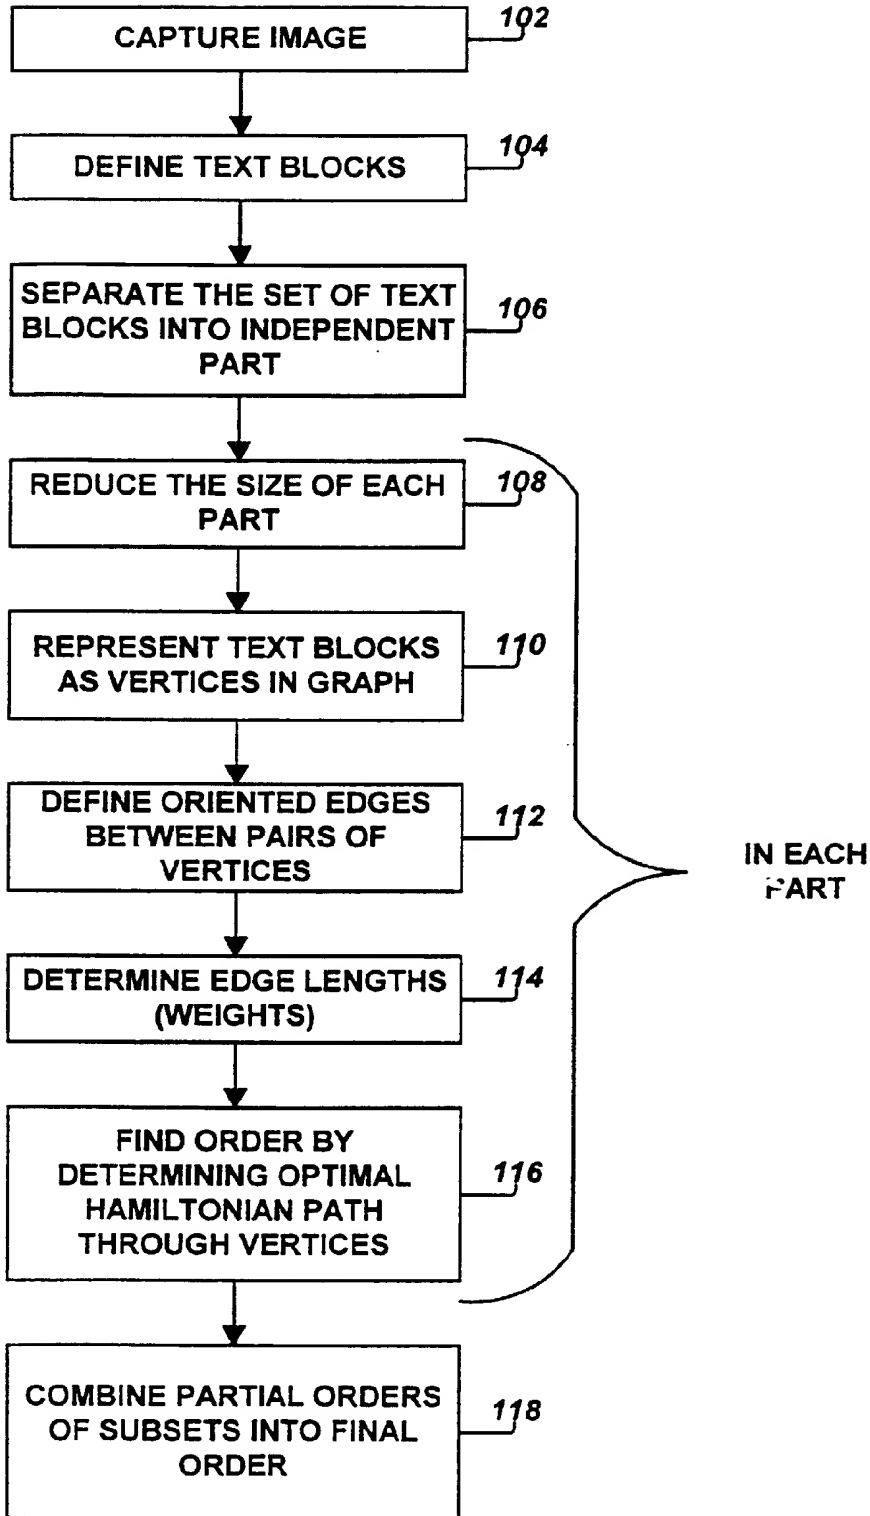 CAPTURE IMAGE
102
DEFINE TEXT BLOCKS
104
SEPARATE THE SET OF TEXT
BLOCKS INTO INDEPENDENT
PART
106
REDUCE THE SIZE OF EACH
PART
108
REPRESENT TEXT BLOCKS
AS VERTICES IN GRAPH
110
DEFINE ORIENTED EDGES
BETWEEN PAIRS OF
VERTICES
112
DETERMINE EDGE LENGTHS
(WEIGHTS)
114
FIND ORDER BY
DETERMINING OPTIMAL
HAMILTONIAN PATH
THROUGH VERTICES
116
IN EACH
PART
COMBINE PARTIAL ORDERS
OF SUBSETS INTO FINAL
ORDER
118